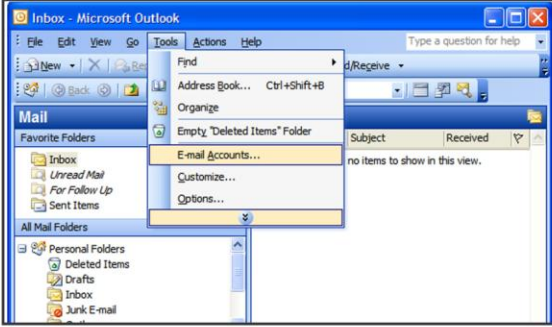 Inbox - Microsoft Outlook
File Edit View Go Tools Actions Help Type a question for help
New d/Receive
Back
Find
Address Book... Ctrl+Shift+B
Organize
Empty "Deleted Items" Folder
E-mail Accounts...
Customize...
Options...
Mail
Favorite Folders Subject Received
Inbox no items to show in this view.
Unread Mail
For Follow Up
Sent Items
All Mail Folders
Personal Folders
Deleted Items
Drafts
Inbox
Junk E-mail